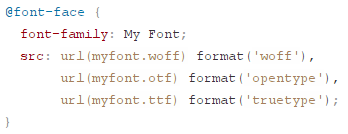 @font-face {
  font-family: My Font;
  src: url(myfont.woff) format('woff'),
       url(myfont.otf) format('opentype'),
       url(myfont.ttf) format('truetype');
}